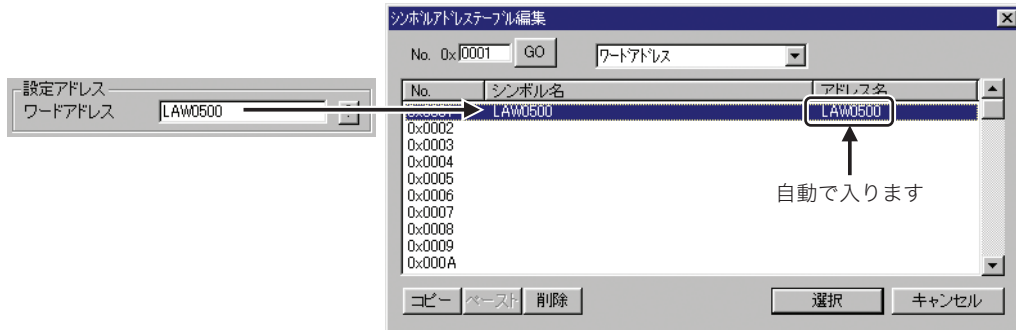 シンボルアドレステーブル編集
No. 0x 0001 GO ワードアドレス
設定アドレス
ワードアドレス LAW0500
No. シンボル名 アドレス名
0x0001 LAW0500 LAW0500
0x0002
0x0003
0x0004
0x0005
0x0006
0x0007
0x0008
0x0009
0x000A
自動で入ります
コピー ペースト 削除 選択 キャンセル